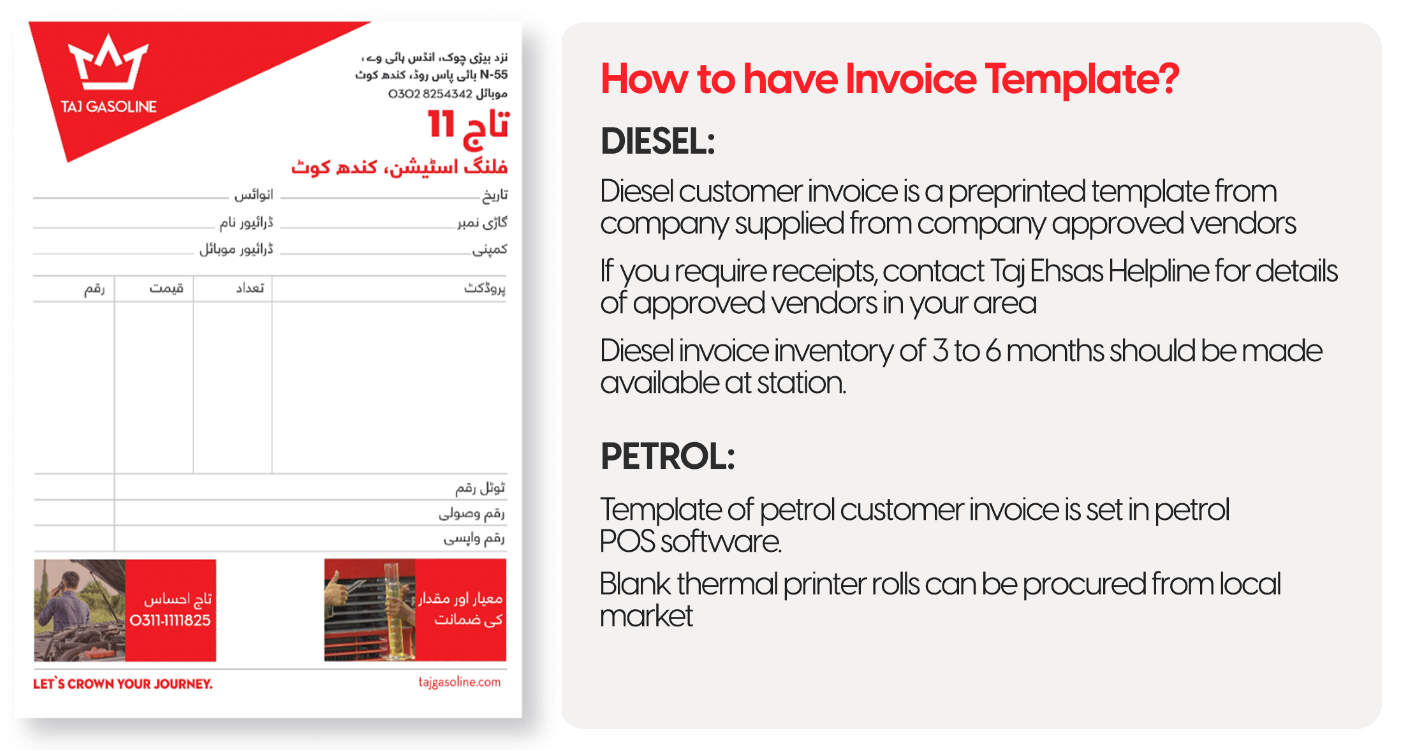 TAJ GASOLINE
نزد بیڑی چوک، انڈس ہائی وے،
N-55 بائی پاس روڈ، کندھ کوٹ
موبائل 0302 8254342
تاج 11
فلنگ اسٹیشن، کندھ کوٹ
تاریخ انوائس
گاڑی نمبر ڈرائیور نام
کمپنی ڈرائیور موبائل
پروڈکٹ تعداد قیمت رقم
ٹوٹل رقم
رقم وصولی
رقم واپسی
معیار اور مقدار
کی ضمانت
تاج احساس
0311-1111825
LET`S CROWN YOUR JOURNEY.
tajgasoline.com
How to have Invoice Template?
DIESEL:
Diesel customer invoice is a preprinted template from
company supplied from company approved vendors
If you require receipts, contact Taj Ehsas Helpline for details
of approved vendors in your area
Diesel invoice inventory of 3 to 6 months should be made
available at station.
PETROL:
Template of petrol customer invoice is set in petrol
POS software.
Blank thermal printer rolls can be procured from local
market